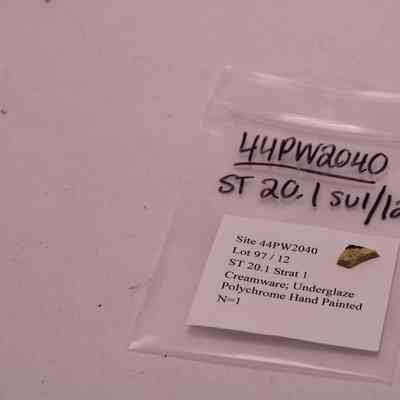 44PW2040
ST 20.1 SU1/12
Site 44PW2040
Lot 97 / 12
ST 20.1 Strat 1
Creamware; Underglaze
Polychrome Hand Painted
N=1